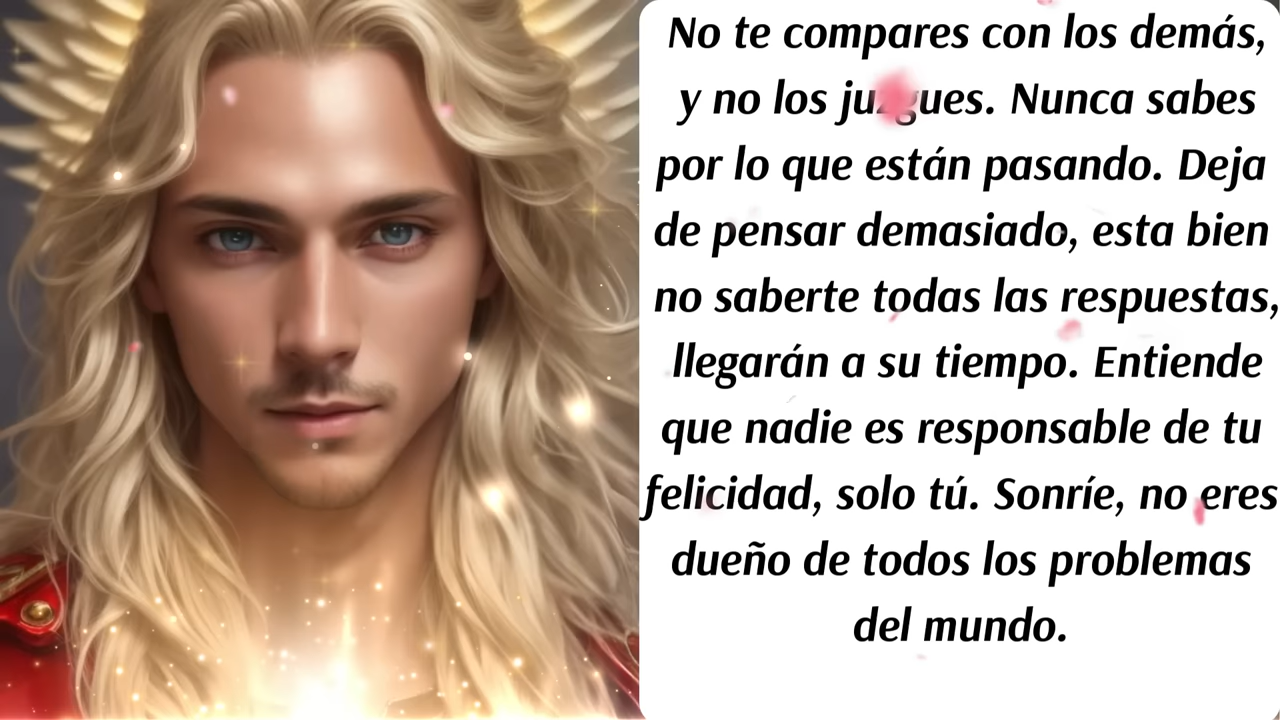 No te compares con los demás,
y no los juzgues. Nunca sabes
por lo que están pasando. Deja
de pensar demasiado, esta bien
no saberte todas las respuestas,
llegarán a su tiempo. Entiende
que nadie es responsable de tu
felicidad, solo tú. Sonríe, no eres
dueño de todos los problemas
del mundo.